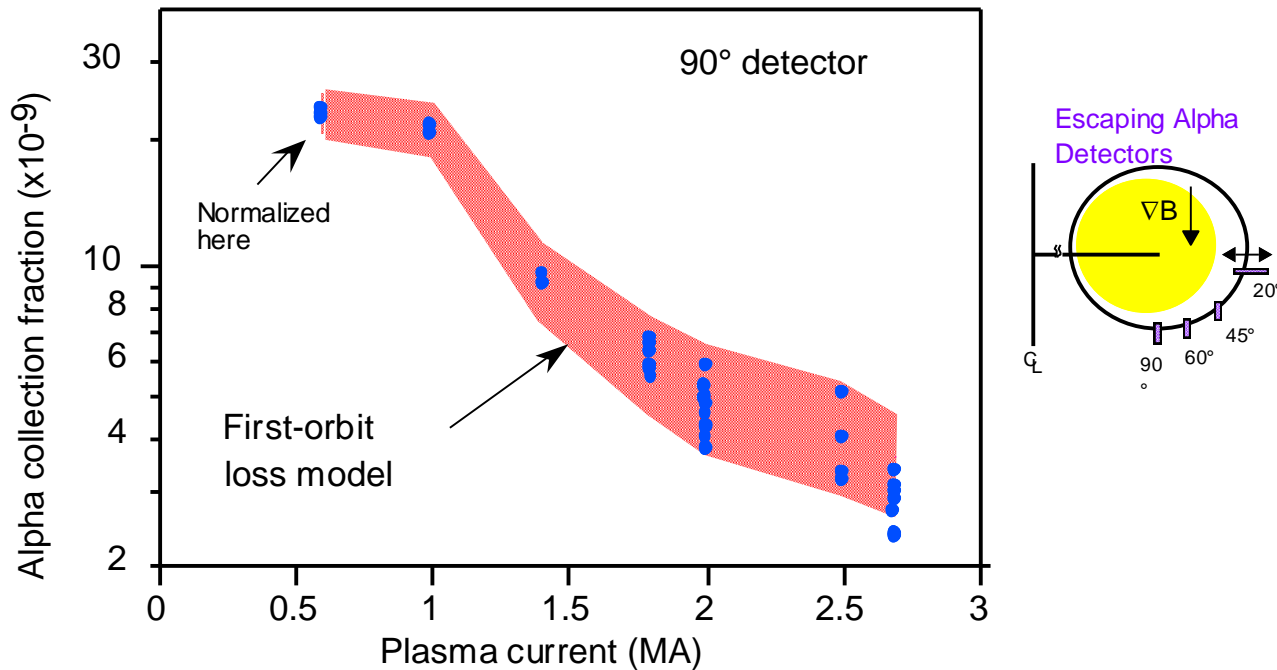 90° detector
30
10
8
6
4
2
Alpha collection fraction (x10-9)
Normalized
here
First-orbit
loss model
0
0.5
1
1.5
2
2.5
3
Plasma current (MA)
Escaping Alpha
Detectors
∇B
20°
45°
60°
90
°
℄